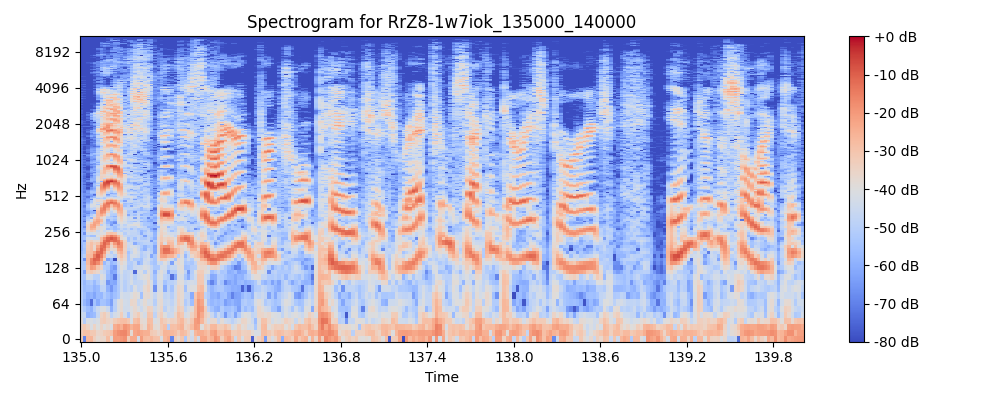 Spectrogram for RrZ8-1w7iok_135000_140000
Hz
8192
4096
2048
1024
512
256
128
64
0
135.0 135.6 136.2 136.8 137.4 138.0 138.6 139.2 139.8
Time
+0 dB
-10 dB
-20 dB
-30 dB
-40 dB
-50 dB
-60 dB
-70 dB
-80 dB